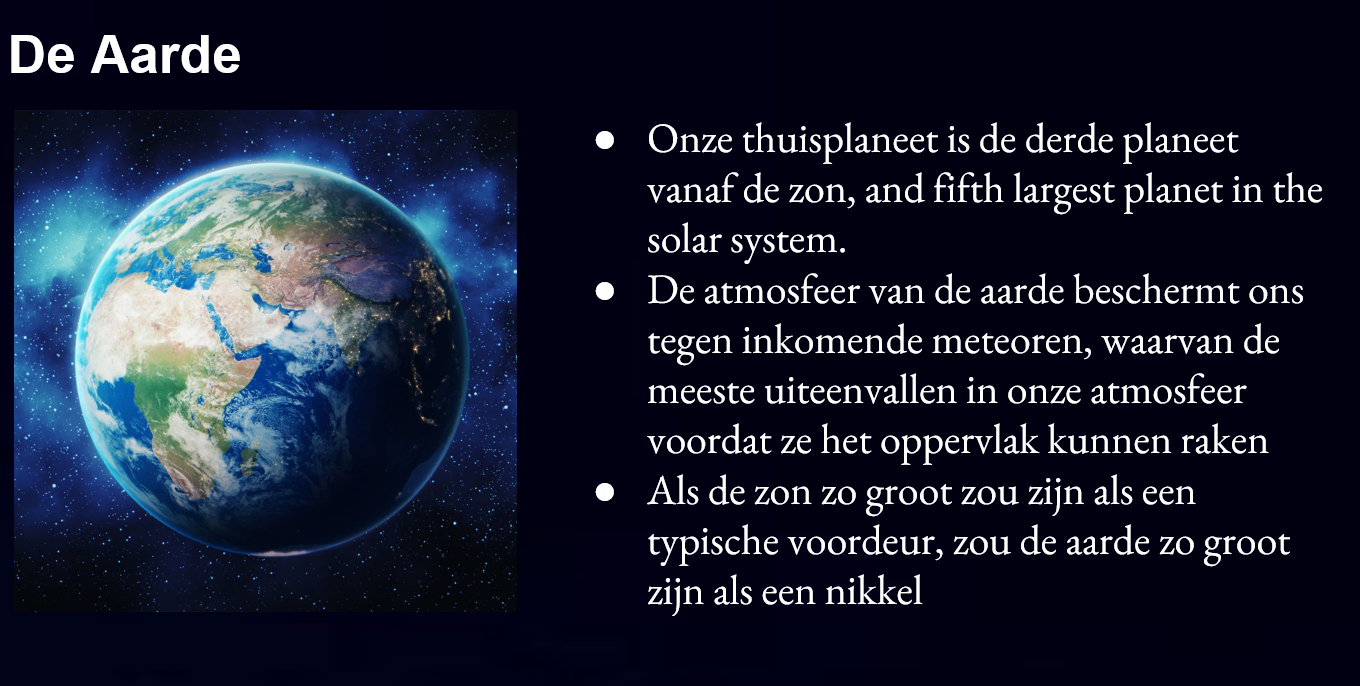 De Aarde
● Onze thuisplaneet is de derde planeet
vanaf de zon, and fifth largest planet in the
solar system.
● De atmosfeer van de aarde beschermt ons
tegen inkomende meteoren, waarvan de
meeste uiteenvallen in onze atmosfeer
voordat ze het oppervlak kunnen raken
● Als de zon zo groot zou zijn als een
typische voordeur, zou de aarde zo groot
zijn als een nikkel